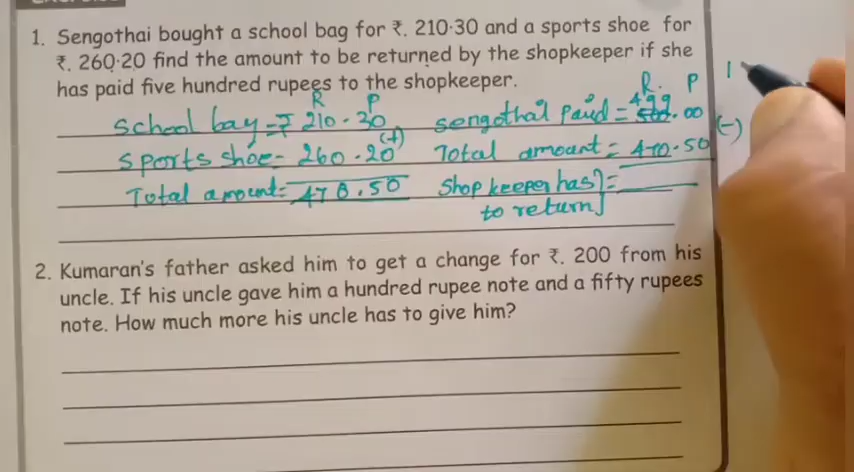 1. Sengothai bought a school bag for ₹. 210·30 and a sports shoe for
₹. 260·20 find the amount to be returned by the shopkeeper if she
has paid five hundred rupees to the shopkeeper.
R P R. P
School bag = ₹ 210.30 Sengothai paid = 499 500.00
Sports shoe - 260.20 (+) Total amount = 470.50 (-)
Total amount = 470.50 Shop keeper has} =
to return
2. Kumaran's father asked him to get a change for ₹. 200 from his
uncle. If his uncle gave him a hundred rupee note and a fifty rupees
note. How much more his uncle has to give him?